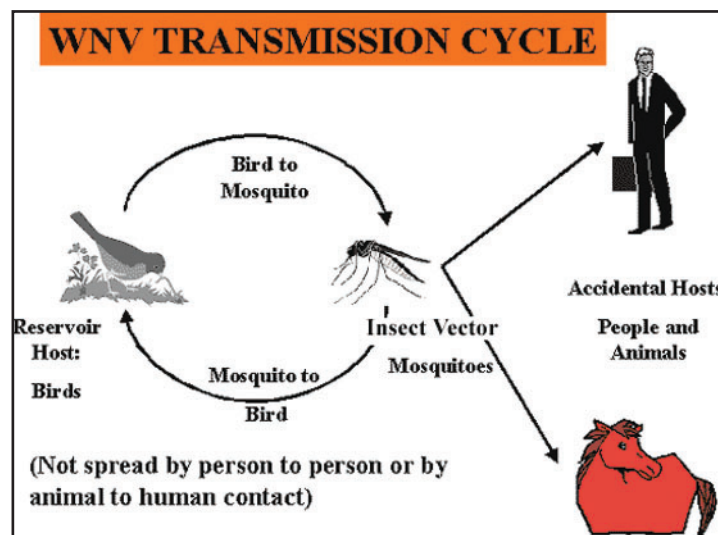 WNV TRANSMISSION CYCLE
Bird to
Mosquito
Reservoir
Host:
Birds
Insect Vector
Mosquitoes
Mosquito to
Bird
Accidental Hosts
People and
Animals
(Not spread by person to person or by
animal to human contact)